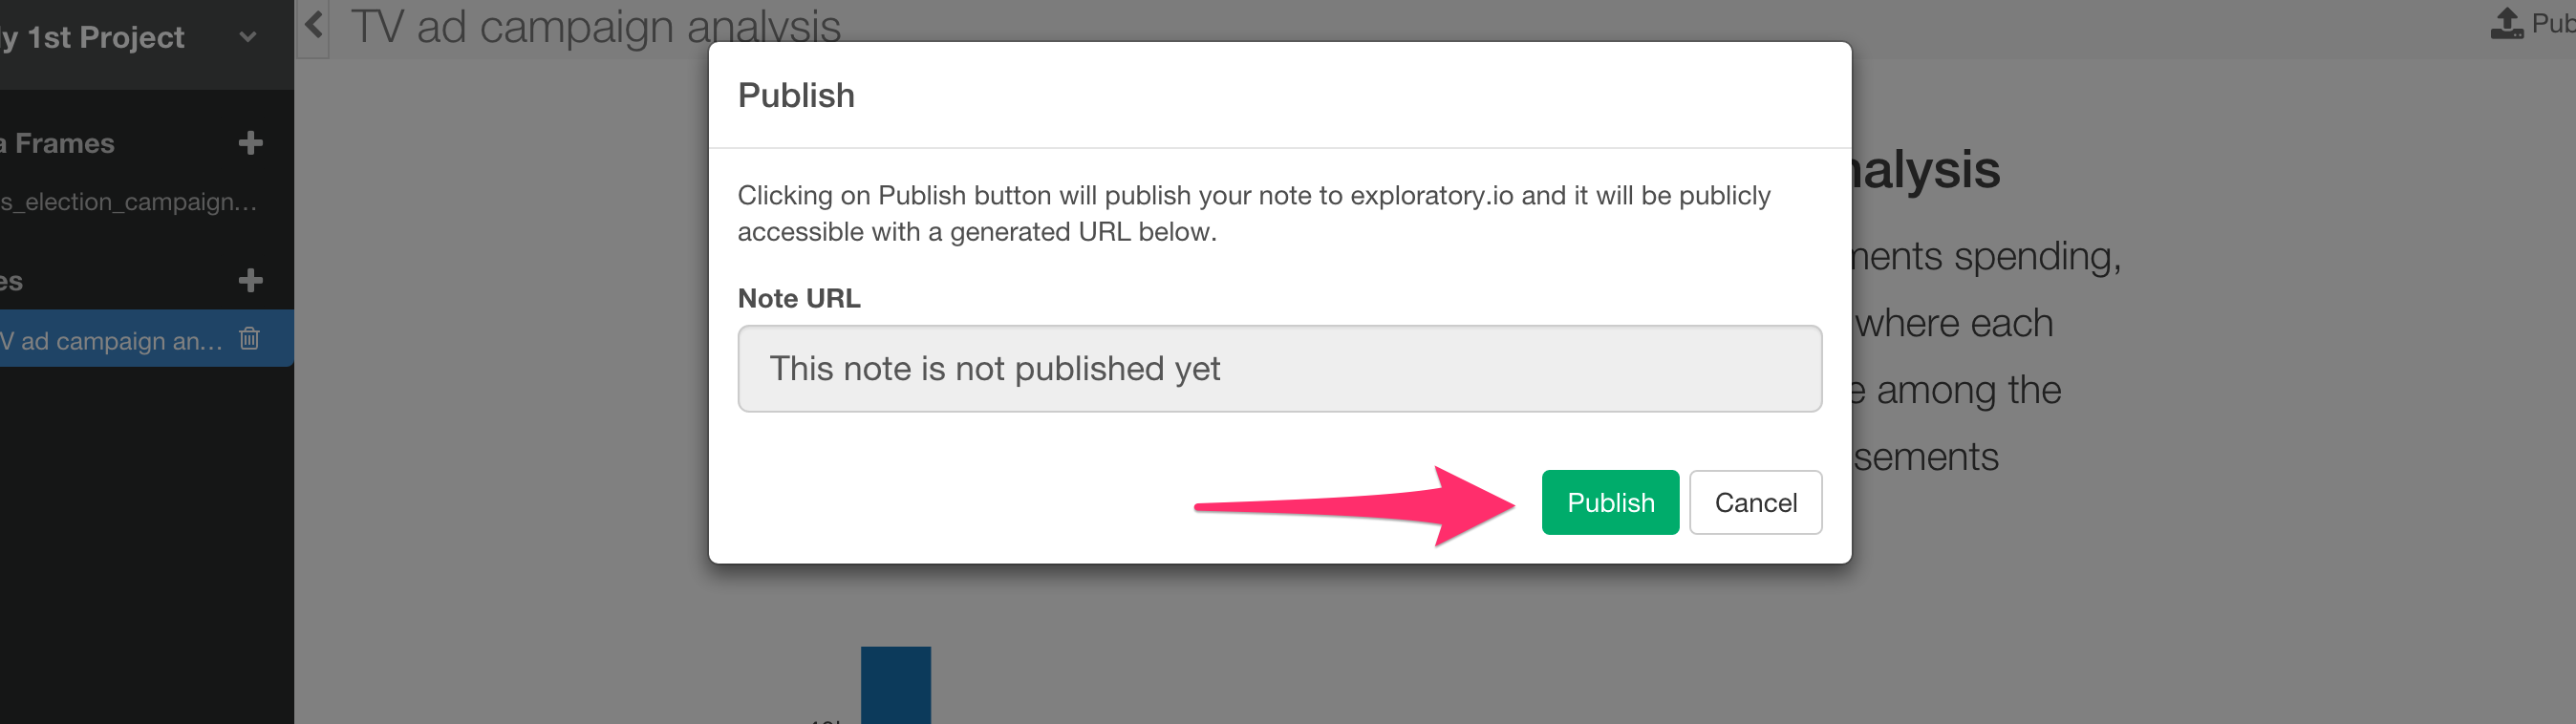 y 1st Project
TV ad campaign analysis
Pub
Publish
a Frames
s_election_campaign...
es
V ad campaign an...
Clicking on Publish button will publish your note to exploratory.io and it will be publicly
accessible with a generated URL below.
Note URL
This note is not published yet
Publish
Cancel
nalysis
ments spending,
where each
e among the
sements